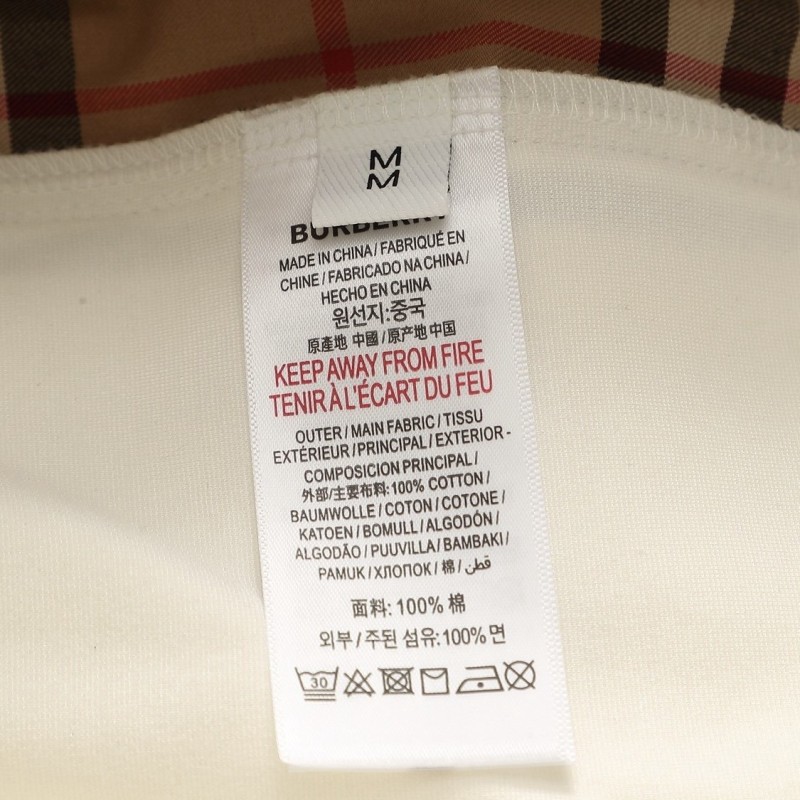 M
M
BURBERRY
MADE IN CHINA / FABRIQUÉ EN
CHINE / FABRICADO NA CHINA /
HECHO EN CHINA
원선지:중국
原產地 中國 / 原产地 中国
KEEP AWAY FROM FIRE
TENIR À L'ÉCART DU FEU
OUTER / MAIN FABRIC / TISSU
EXTÉRIEUR / PRINCIPAL / EXTERIOR -
COMPOSICION PRINCIPAL /
外部/主要布料: 100% COTTON /
BAUMWOLLE / COTON / COTONE /
KATOEN / BOMULL / ALGODÓN /
ALGODÃO / PUUVILLA / BAMBAKI /
PAMUK / ХЛОПОК / 棉 / قطن
面料: 100% 棉
외부 / 주된 섬유: 100% 면
30